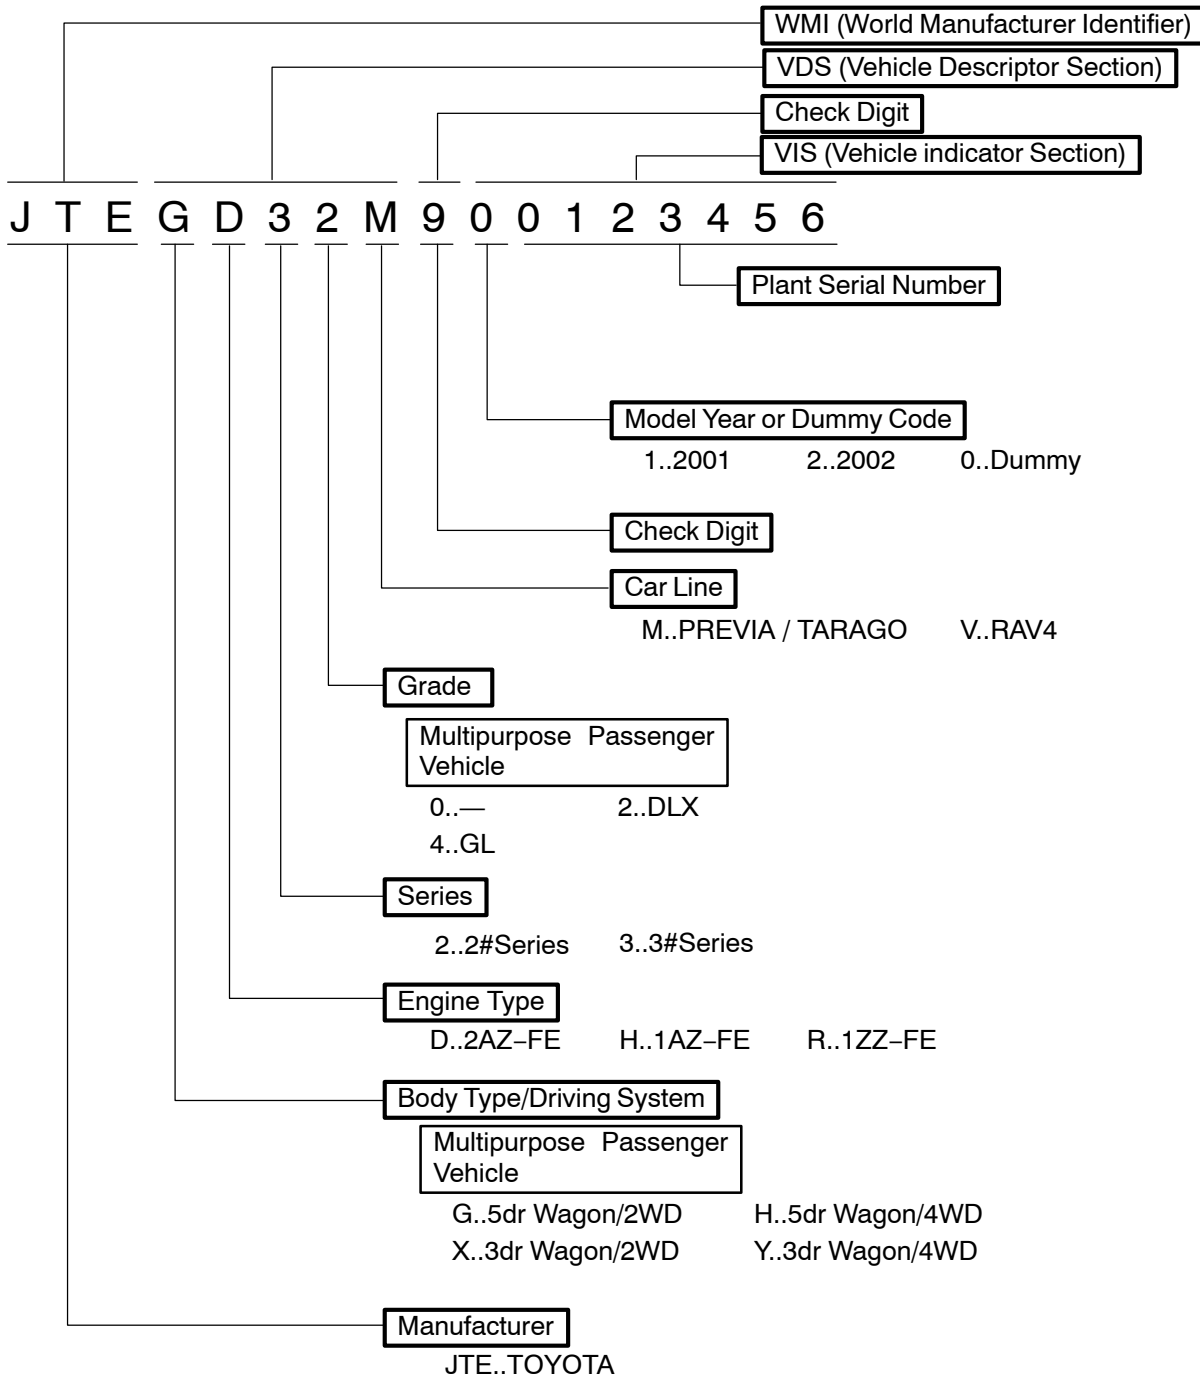 WMI (World Manufacturer Identifier)
VDS (Vehicle Descriptor Section)
Check Digit
VIS (Vehicle indicator Section)
J T E G D 3 2 M 9 0 0 1 2 3 4 5 6
Plant Serial Number
Model Year or Dummy Code
1..2001 2..2002 0..Dummy
Check Digit
Car Line
M..PREVIA / TARAGO V..RAV4
Grade
Multipurpose Passenger
Vehicle
0..— 2..DLX
4..GL
Series
2..2#Series 3..3#Series
Engine Type
D..2AZ–FE H..1AZ–FE R..1ZZ–FE
Body Type/Driving System
Multipurpose Passenger
Vehicle
G..5dr Wagon/2WD H..5dr Wagon/4WD
X..3dr Wagon/2WD Y..3dr Wagon/4WD
Manufacturer
JTE..TOYOTA